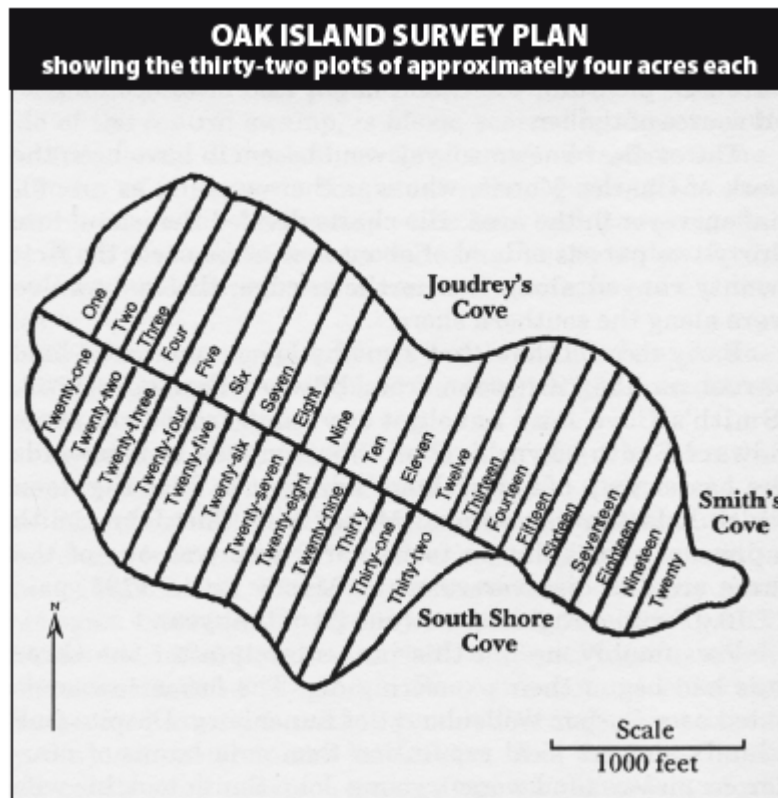 OAK ISLAND SURVEY PLAN
showing the thirty-two plots of approximately four acres each
Joudrey's
Cove
One
Two
Three
Four
Five
Six
Seven
Eight
Nine
Ten
Eleven
Twelve
Thirteen
Fourteen
Fifteen
Sixteen
Seventeen
Eighteen
Nineteen
Twenty
Twenty-one
Twenty-two
Twenty-three
Twenty-four
Twenty-five
Twenty-six
Twenty-seven
Twenty-eight
Twenty-nine
Thirty
Thirty-one
Thirty-two
Smith's
Cove
South Shore
Cove
N
Scale
1000 feet